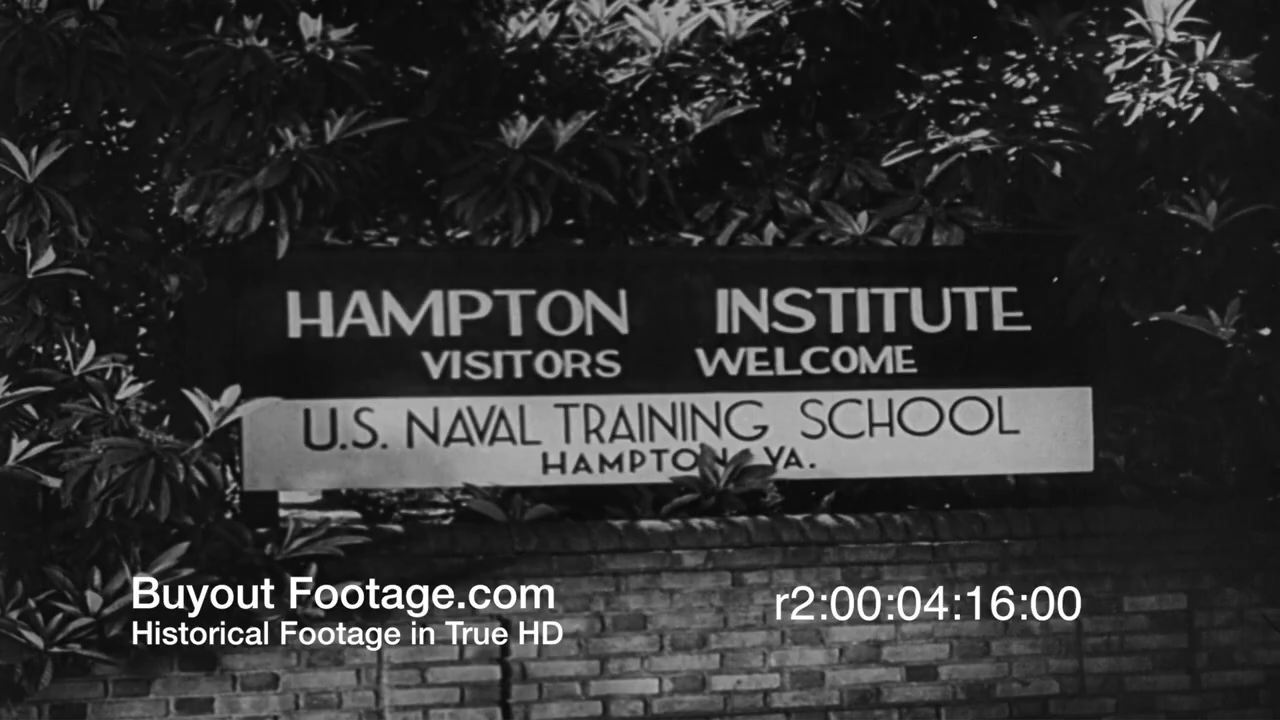 HAMPTON INSTITUTE
VISITORS WELCOME
U.S. NAVAL TRAINING SCHOOL
HAMPTON VA.
Buyout Footage.com
Historical Footage in True HD
r2:00:04:16:00